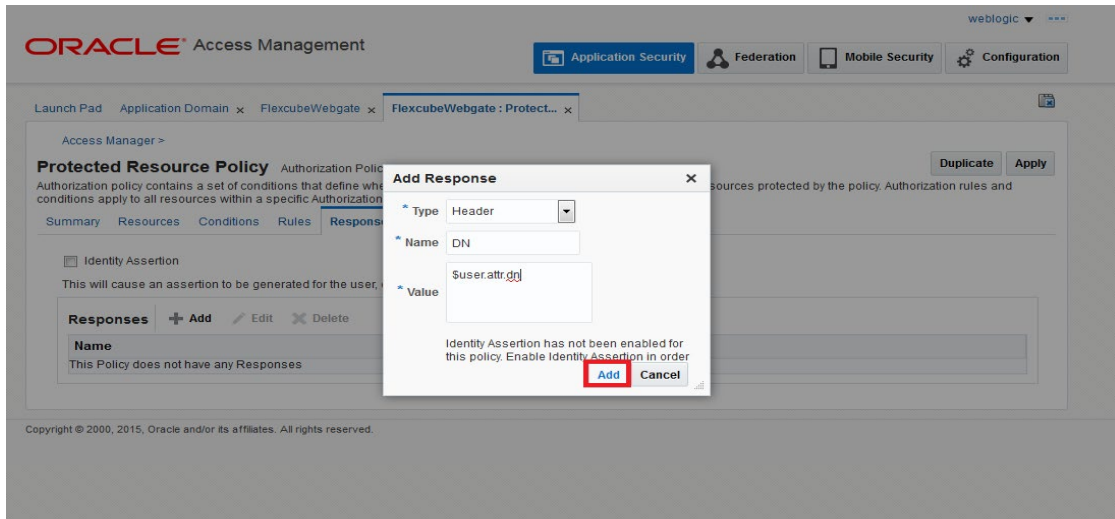 weblogic
ORACLE® Access Management
Application Security
Federation
Mobile Security
Configuration
Launch Pad
Application Domain x
FlexcubeWebgate x
FlexcubeWebgate : Protect... x
Access Manager >
Protected Resource Policy Authorization Polic
Duplicate
Apply
Authorization policy contains a set of conditions that define whe
sources protected by the policy. Authorization rules and
conditions apply to all resources within a specific Authorization
Summary
Resources
Conditions
Rules
Respons
Identity Assertion
This will cause an assertion to be generated for the user,
Responses
Add
Edit
Delete
Name
This Policy does not have any Responses
Add Response
* Type Header
* Name DN
* Value $user.attr.dn
Identity Assertion has not been enabled for
this policy. Enable Identity Assertion in order
Add
Cancel
Copyright © 2000, 2015, Oracle and/or its affiliates. All rights reserved.